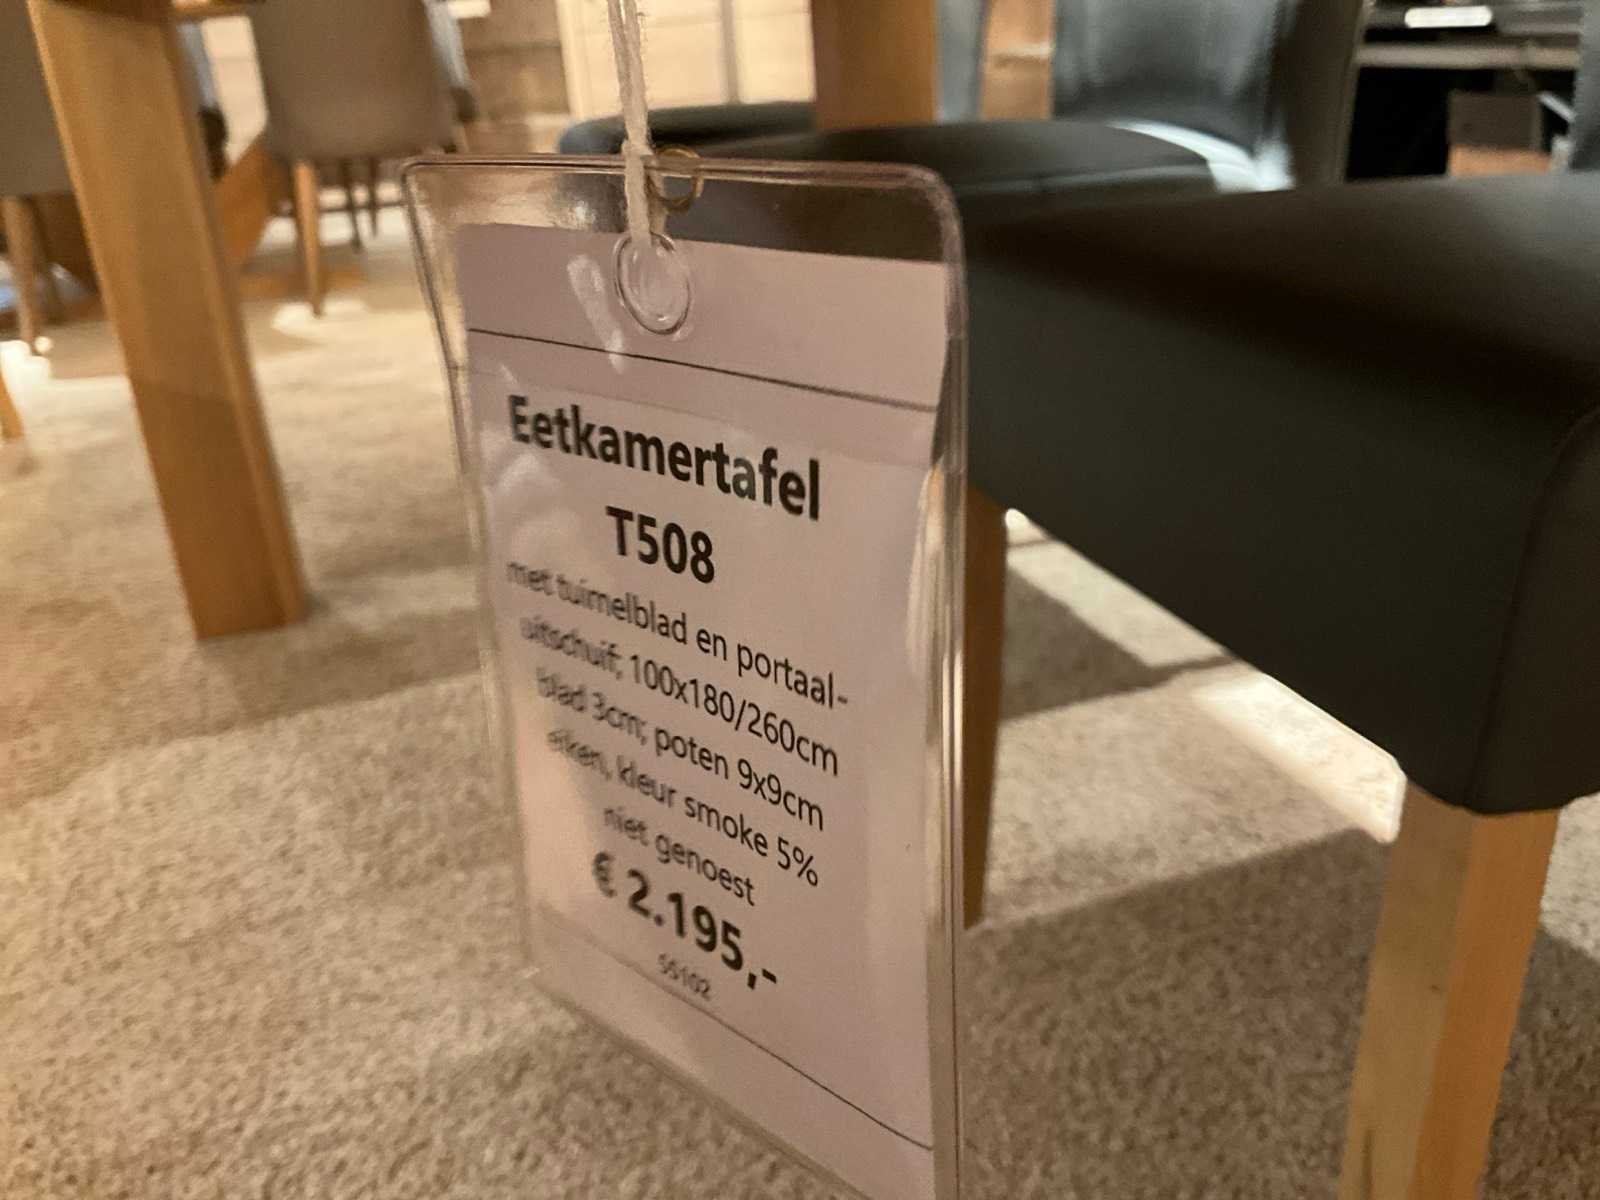 Eetkamertafel
T508
met tuimelblad en portaal-
uitschuif, 100x180/260cm
blad 3cm, poten 9x9cm
eiken, kleur smoke 5%
niet genoest
€ 2.195,-
55102